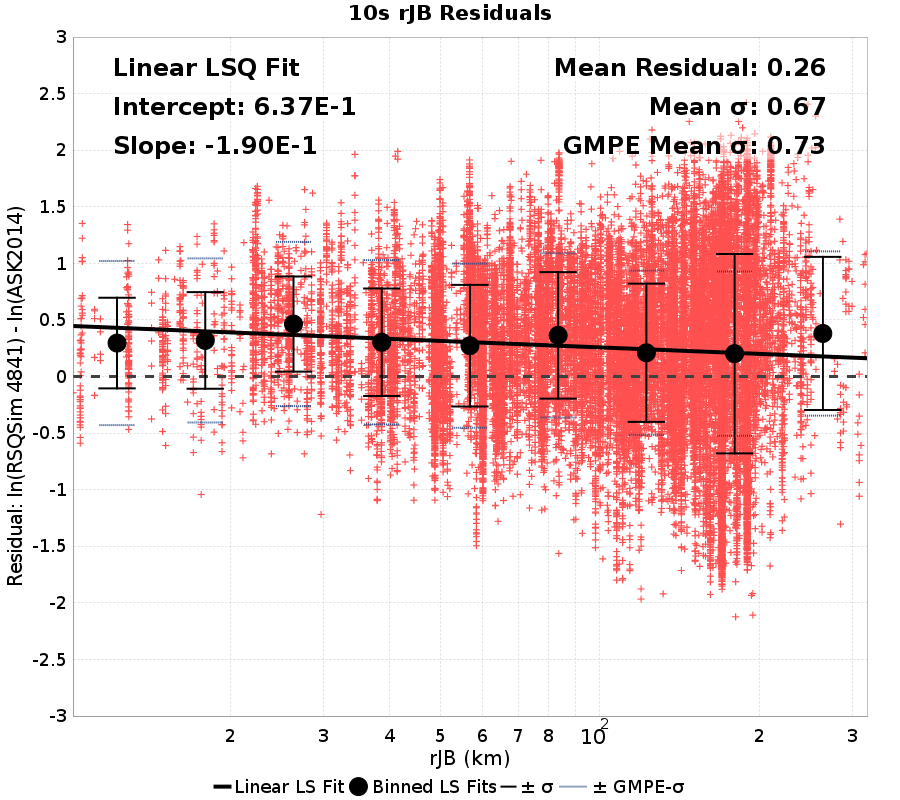 10s rJB Residuals
Linear LSQ Fit
Mean Residual: 0.26
Intercept: 6.37E-1
Mean σ: 0.67
Slope: -1.90E-1
GMPE Mean σ: 0.73
Residual: ln(RSQSim 4841) - ln(ASK2014)
3
2.5
2
1.5
1
0.5
0
-0.5
-1
-1.5
-2
-2.5
-3
2 3 4 5 6 7 8 10² 2 3
rJB (km)
Linear LS Fit Binned LS Fits ± σ ± GMPE-σ